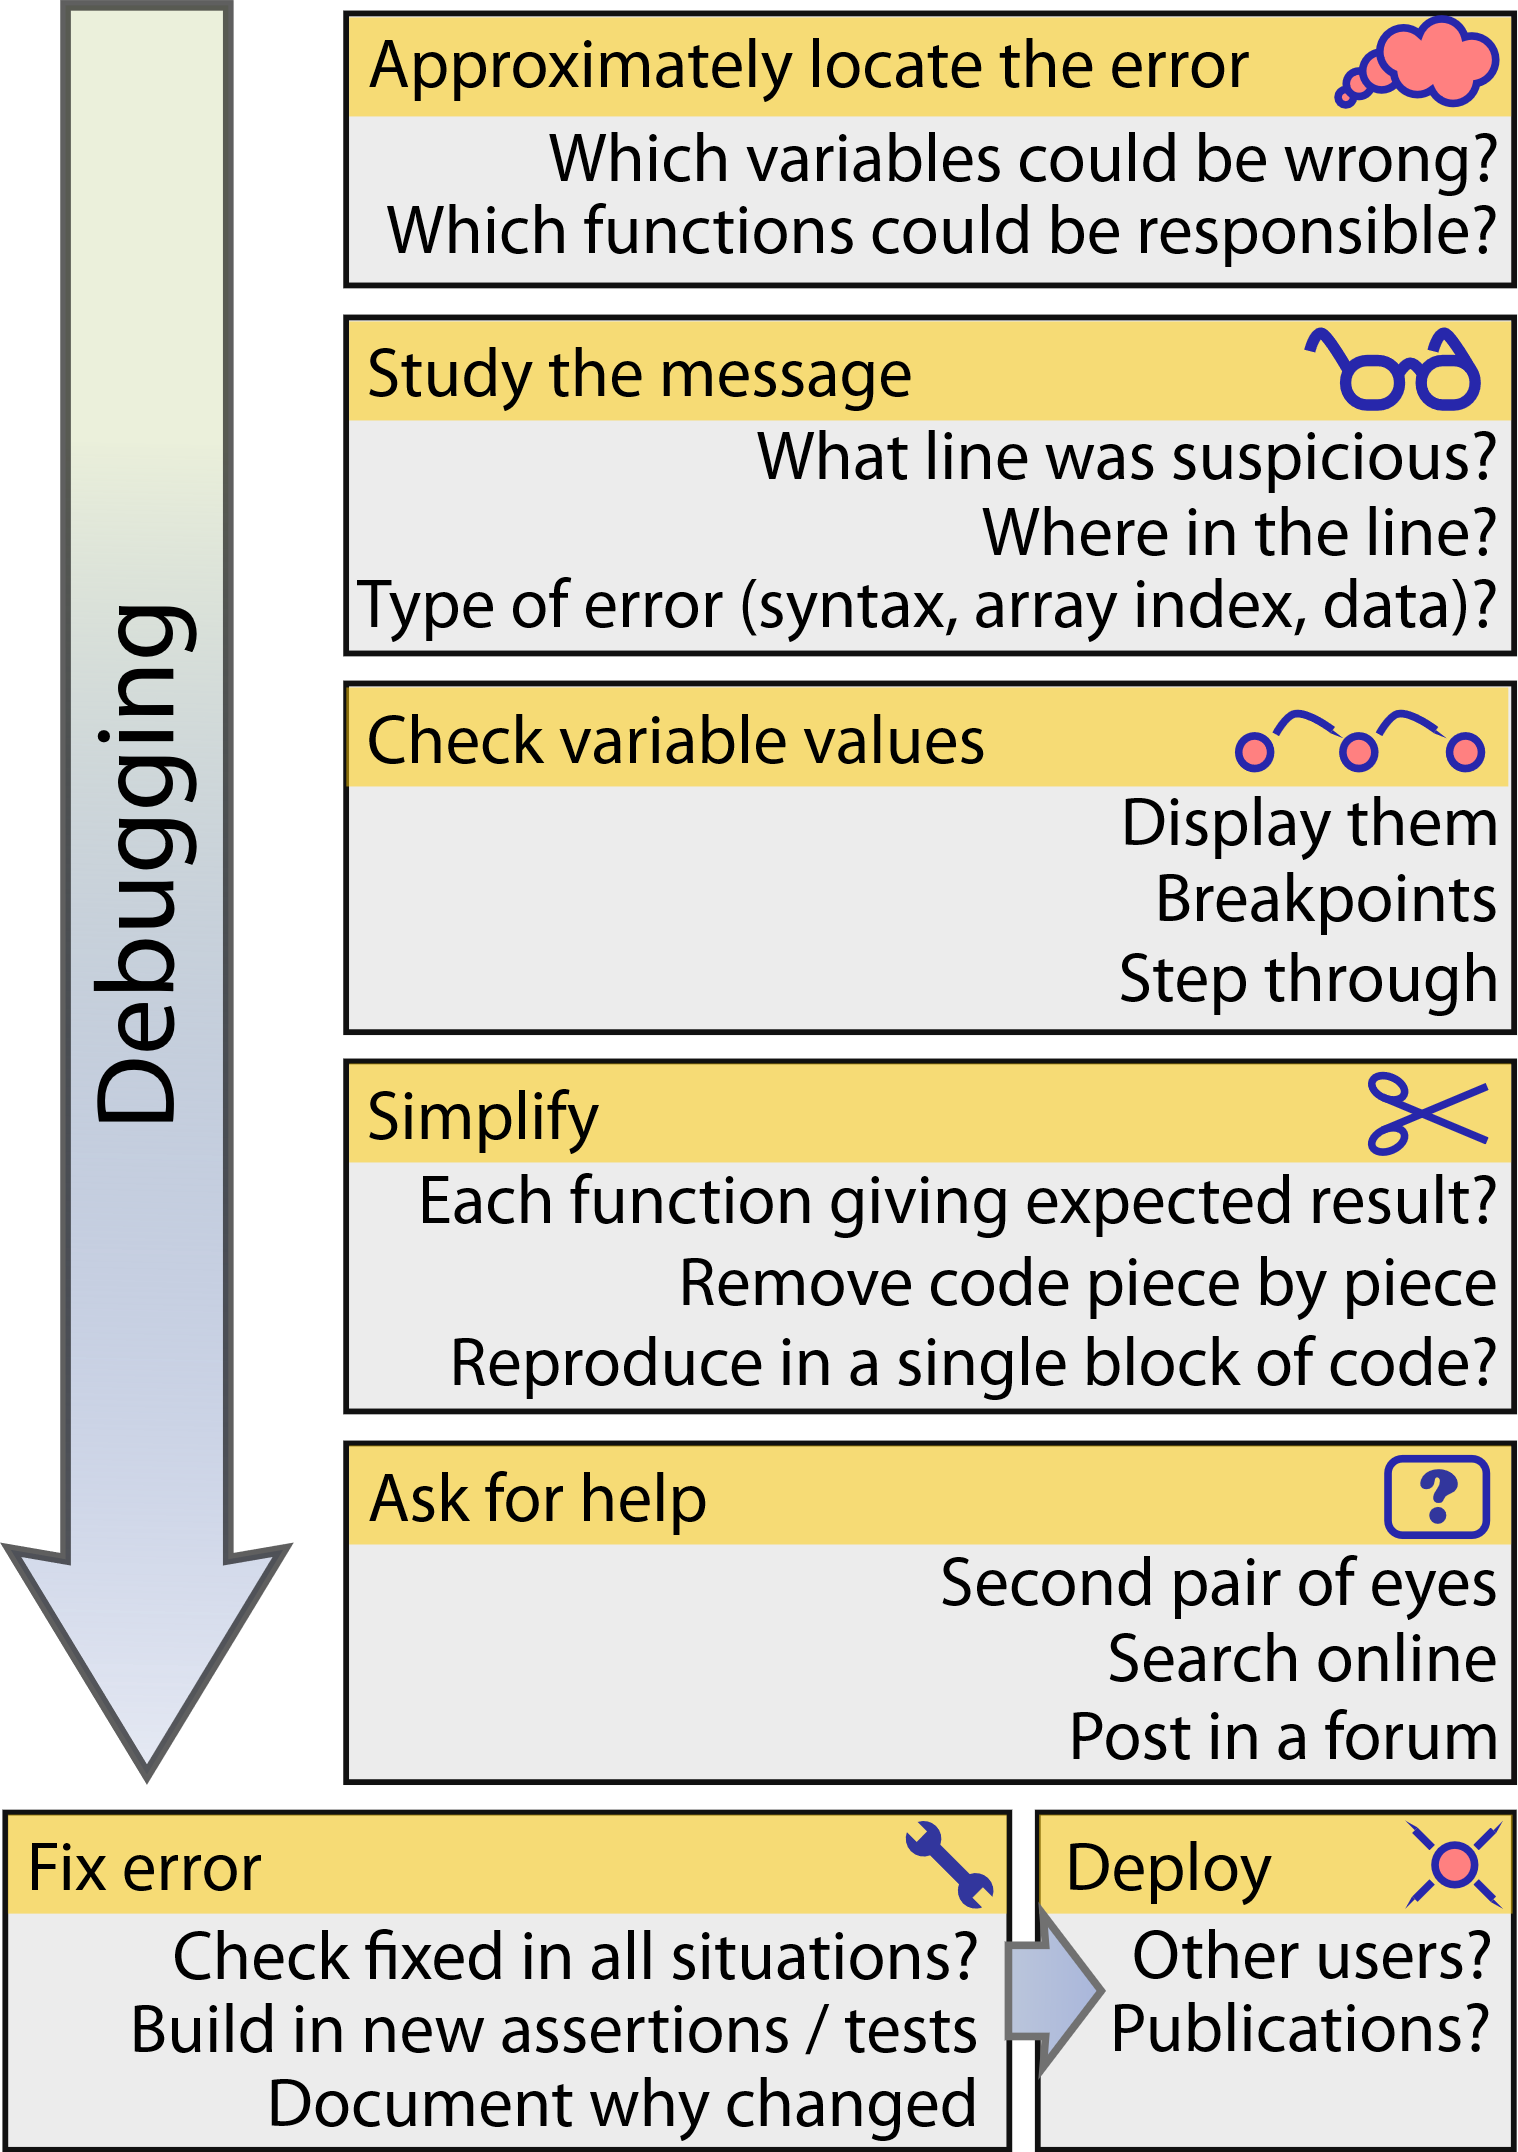 Debugging
Approximately locate the error
Which variables could be wrong?
Which functions could be responsible?
Study the message
What line was suspicious?
Where in the line?
Type of error (syntax, array index, data)?
Check variable values
Display them
Breakpoints
Step through
Simplify
Each function giving expected result?
Remove code piece by piece
Reproduce in a single block of code?
Ask for help
?
Second pair of eyes
Search online
Post in a forum
Fix error
Check fixed in all situations?
Build in new assertions / tests
Document why changed
Deploy
Other users?
Publications?